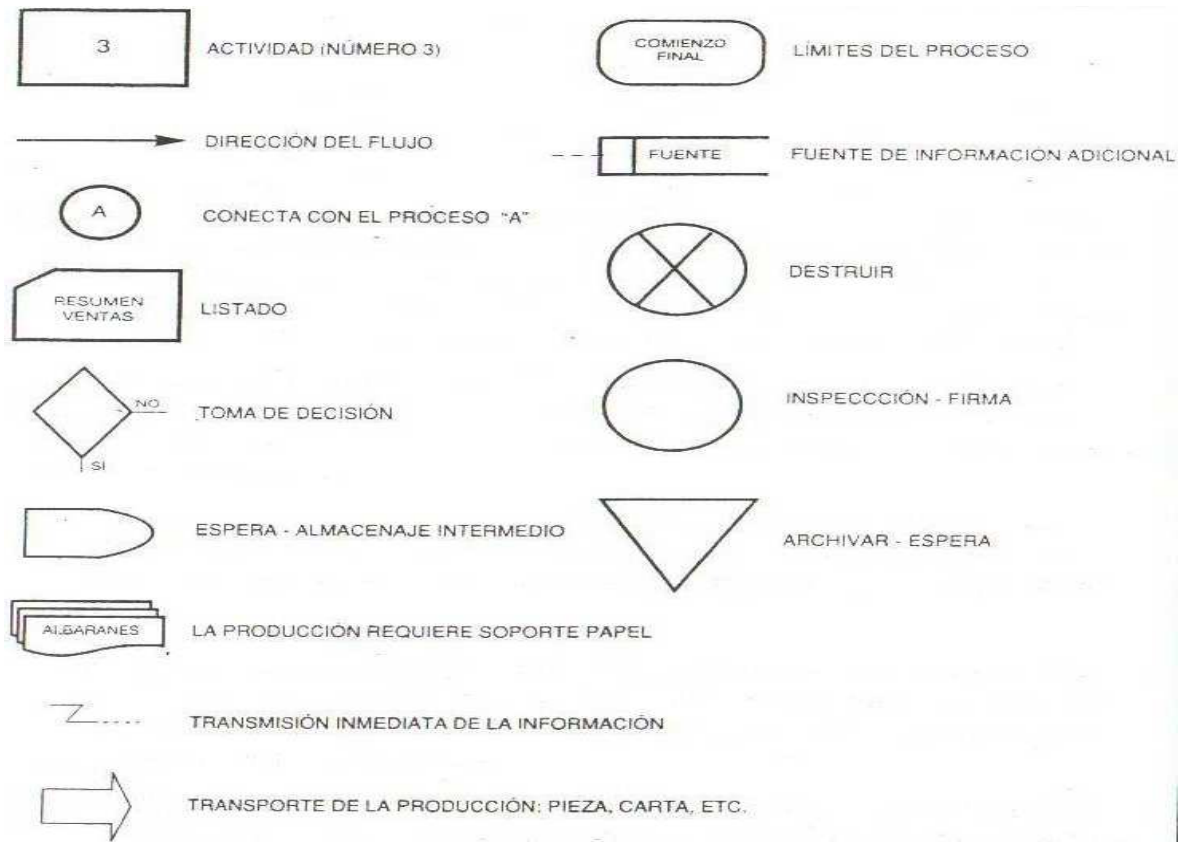 3
ACTIVIDAD (NÚMERO 3)
DIRECCIÓN DEL FLUJO
A
CONECTA CON EL PROCESO "A"
RESUMEN
VENTAS
LISTADO
NO
SI
TOMA DE DECISIÓN
ESPERA - ALMACENAJE INTERMEDIO
ALBARANES
LA PRODUCCIÓN REQUIERE SOPORTE PAPEL
TRANSMISIÓN INMEDIATA DE LA INFORMACIÓN
TRANSPORTE DE LA PRODUCCIÓN: PIEZA, CARTA, ETC.
COMIENZO
FINAL
LÍMITES DEL PROCESO
FUENTE
FUENTE DE INFORMACIÓN ADICIONAL
DESTRUIR
INSPECCCIÓN - FIRMA
ARCHIVAR - ESPERA